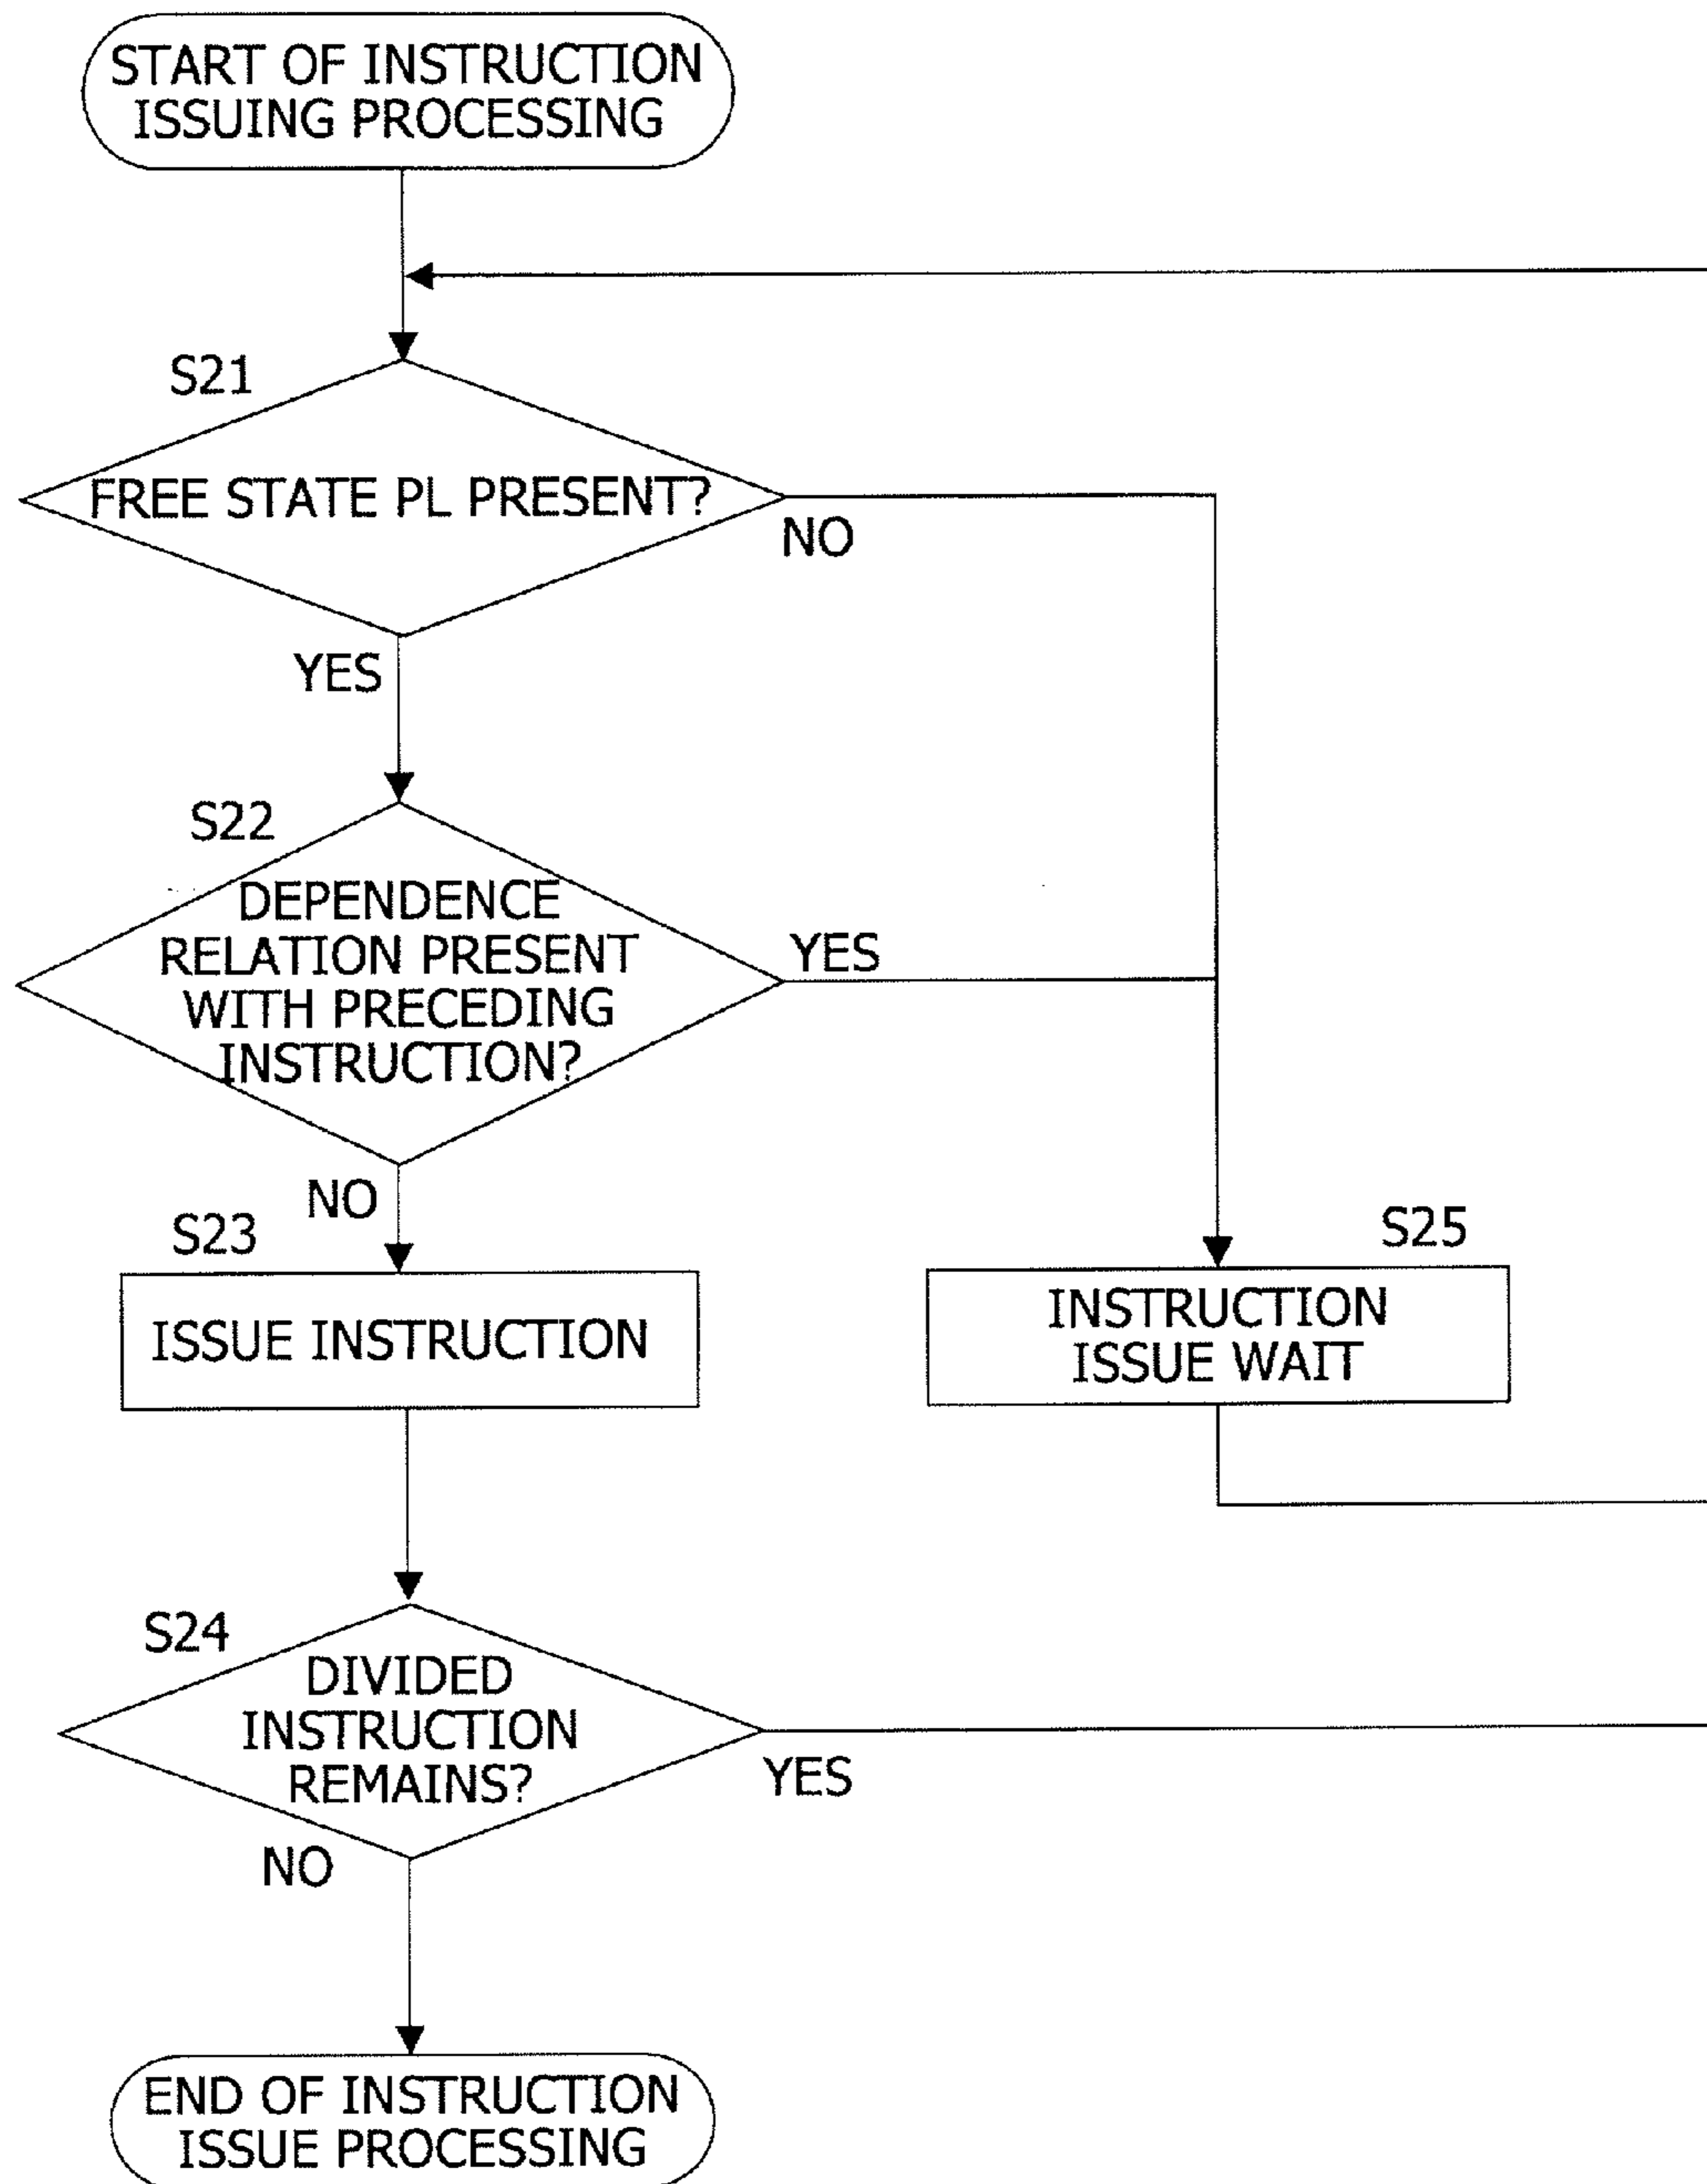 START OF INSTRUCTION
ISSUING PROCESSING
S21
FREE STATE PL PRESENT?
NO
YES
S22
DEPENDENCE
RELATION PRESENT
WITH PRECEDING
INSTRUCTION?
YES
NO
S23
ISSUE INSTRUCTION
S25
INSTRUCTION
ISSUE WAIT
S24
DIVIDED
INSTRUCTION
REMAINS?
YES
NO
END OF INSTRUCTION
ISSUE PROCESSING